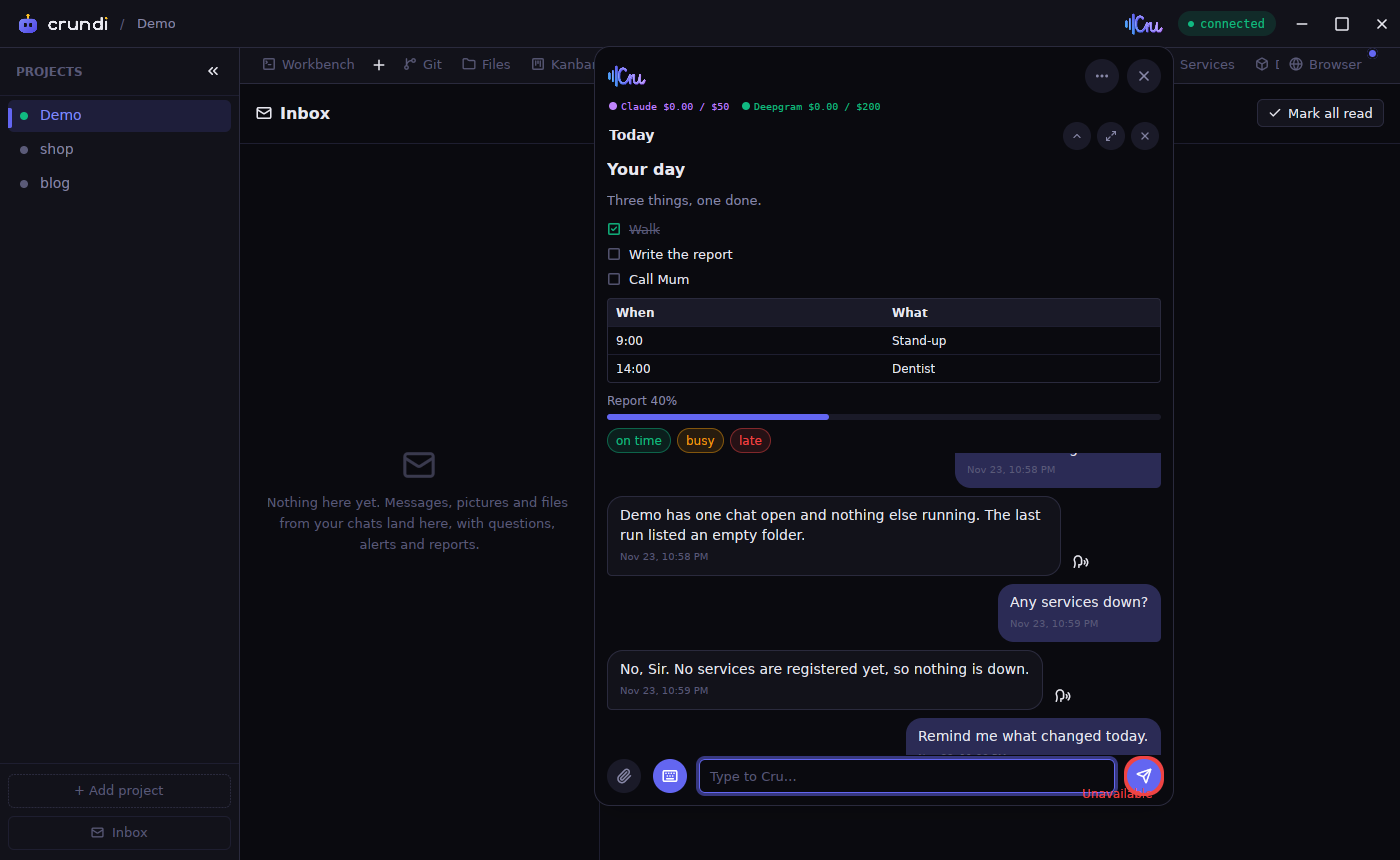 crundi / Demo
Cru
connected
PROJECTS
Demo
shop
blog
+ Add project
Inbox
Workbench
Git
Files
Kanban
Services
Browser
Inbox
Mark all read
Nothing here yet. Messages, pictures and files
from your chats land here, with questions,
alerts and reports.
Cru
Claude $0.00 / $50 Deepgram $0.00 / $200
Today
Your day
Three things, one done.
Walk
Write the report
Call Mum
When What
9:00 Stand-up
14:00 Dentist
Report 40%
on time busy late
Nov 23, 10:58 PM
Demo has one chat open and nothing else running. The last
run listed an empty folder.
Nov 23, 10:58 PM
Any services down?
Nov 23, 10:59 PM
No, Sir. No services are registered yet, so nothing is down.
Nov 23, 10:59 PM
Remind me what changed today.
Type to Cru...
Unavailable